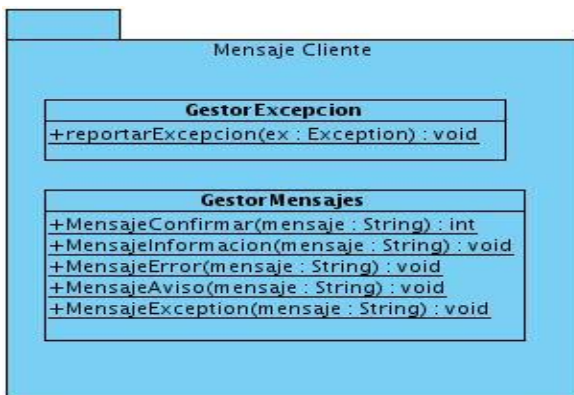 Mensaje Cliente
GestorExcepcion
+reportarExcepcion(ex : Exception) : void
GestorMensajes
+MensajeConfirmar(mensaje : String) : int
+MensajeInformacion(mensaje : String) : void
+MensajeError(mensaje : String) : void
+MensajeAviso(mensaje : String) : void
+MensajeException(mensaje : String) : void